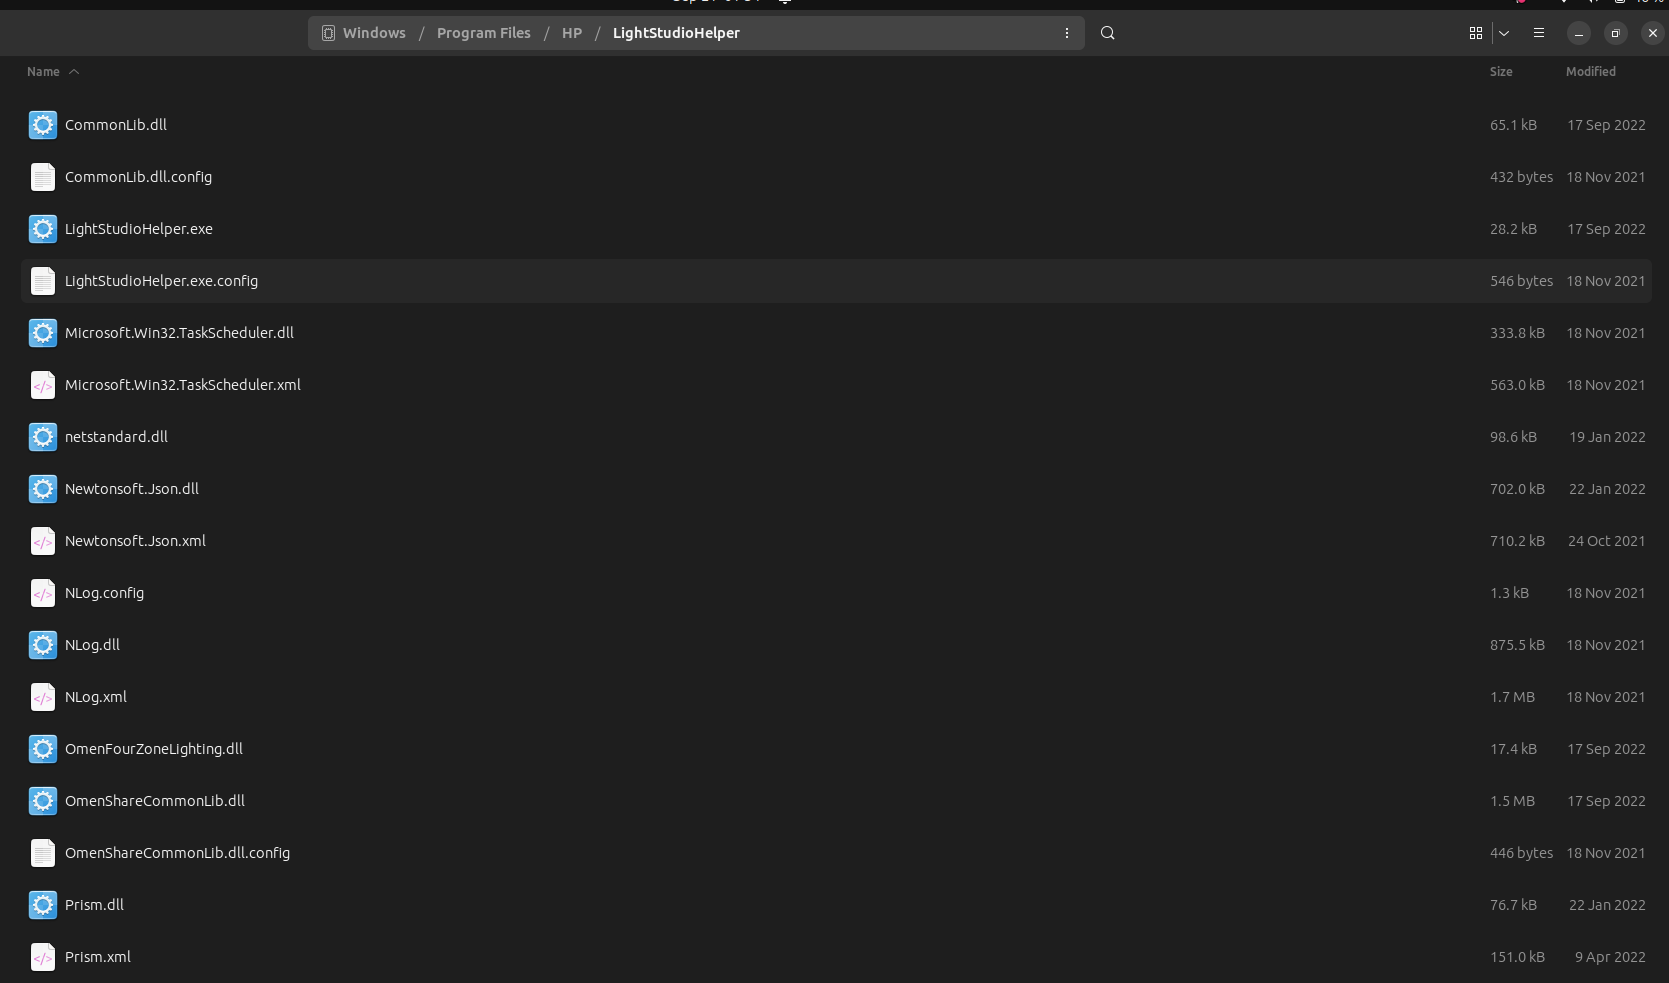 Windows / Program Files / HP / LightStudioHelper
Name Size Modified
CommonLib.dll 65.1 kB 17 Sep 2022
CommonLib.dll.config 432 bytes 18 Nov 2021
LightStudioHelper.exe 28.2 kB 17 Sep 2022
LightStudioHelper.exe.config 546 bytes 18 Nov 2021
Microsoft.Win32.TaskScheduler.dll 333.8 kB 18 Nov 2021
Microsoft.Win32.TaskScheduler.xml 563.0 kB 18 Nov 2021
netstandard.dll 98.6 kB 19 Jan 2022
Newtonsoft.Json.dll 702.0 kB 22 Jan 2022
Newtonsoft.Json.xml 710.2 kB 24 Oct 2021
NLog.config 1.3 kB 18 Nov 2021
NLog.dll 875.5 kB 18 Nov 2021
NLog.xml 1.7 MB 18 Nov 2021
OmenFourZoneLighting.dll 17.4 kB 17 Sep 2022
OmenShareCommonLib.dll 1.5 MB 17 Sep 2022
OmenShareCommonLib.dll.config 446 bytes 18 Nov 2021
Prism.dll 76.7 kB 22 Jan 2022
Prism.xml 151.0 kB 9 Apr 2022